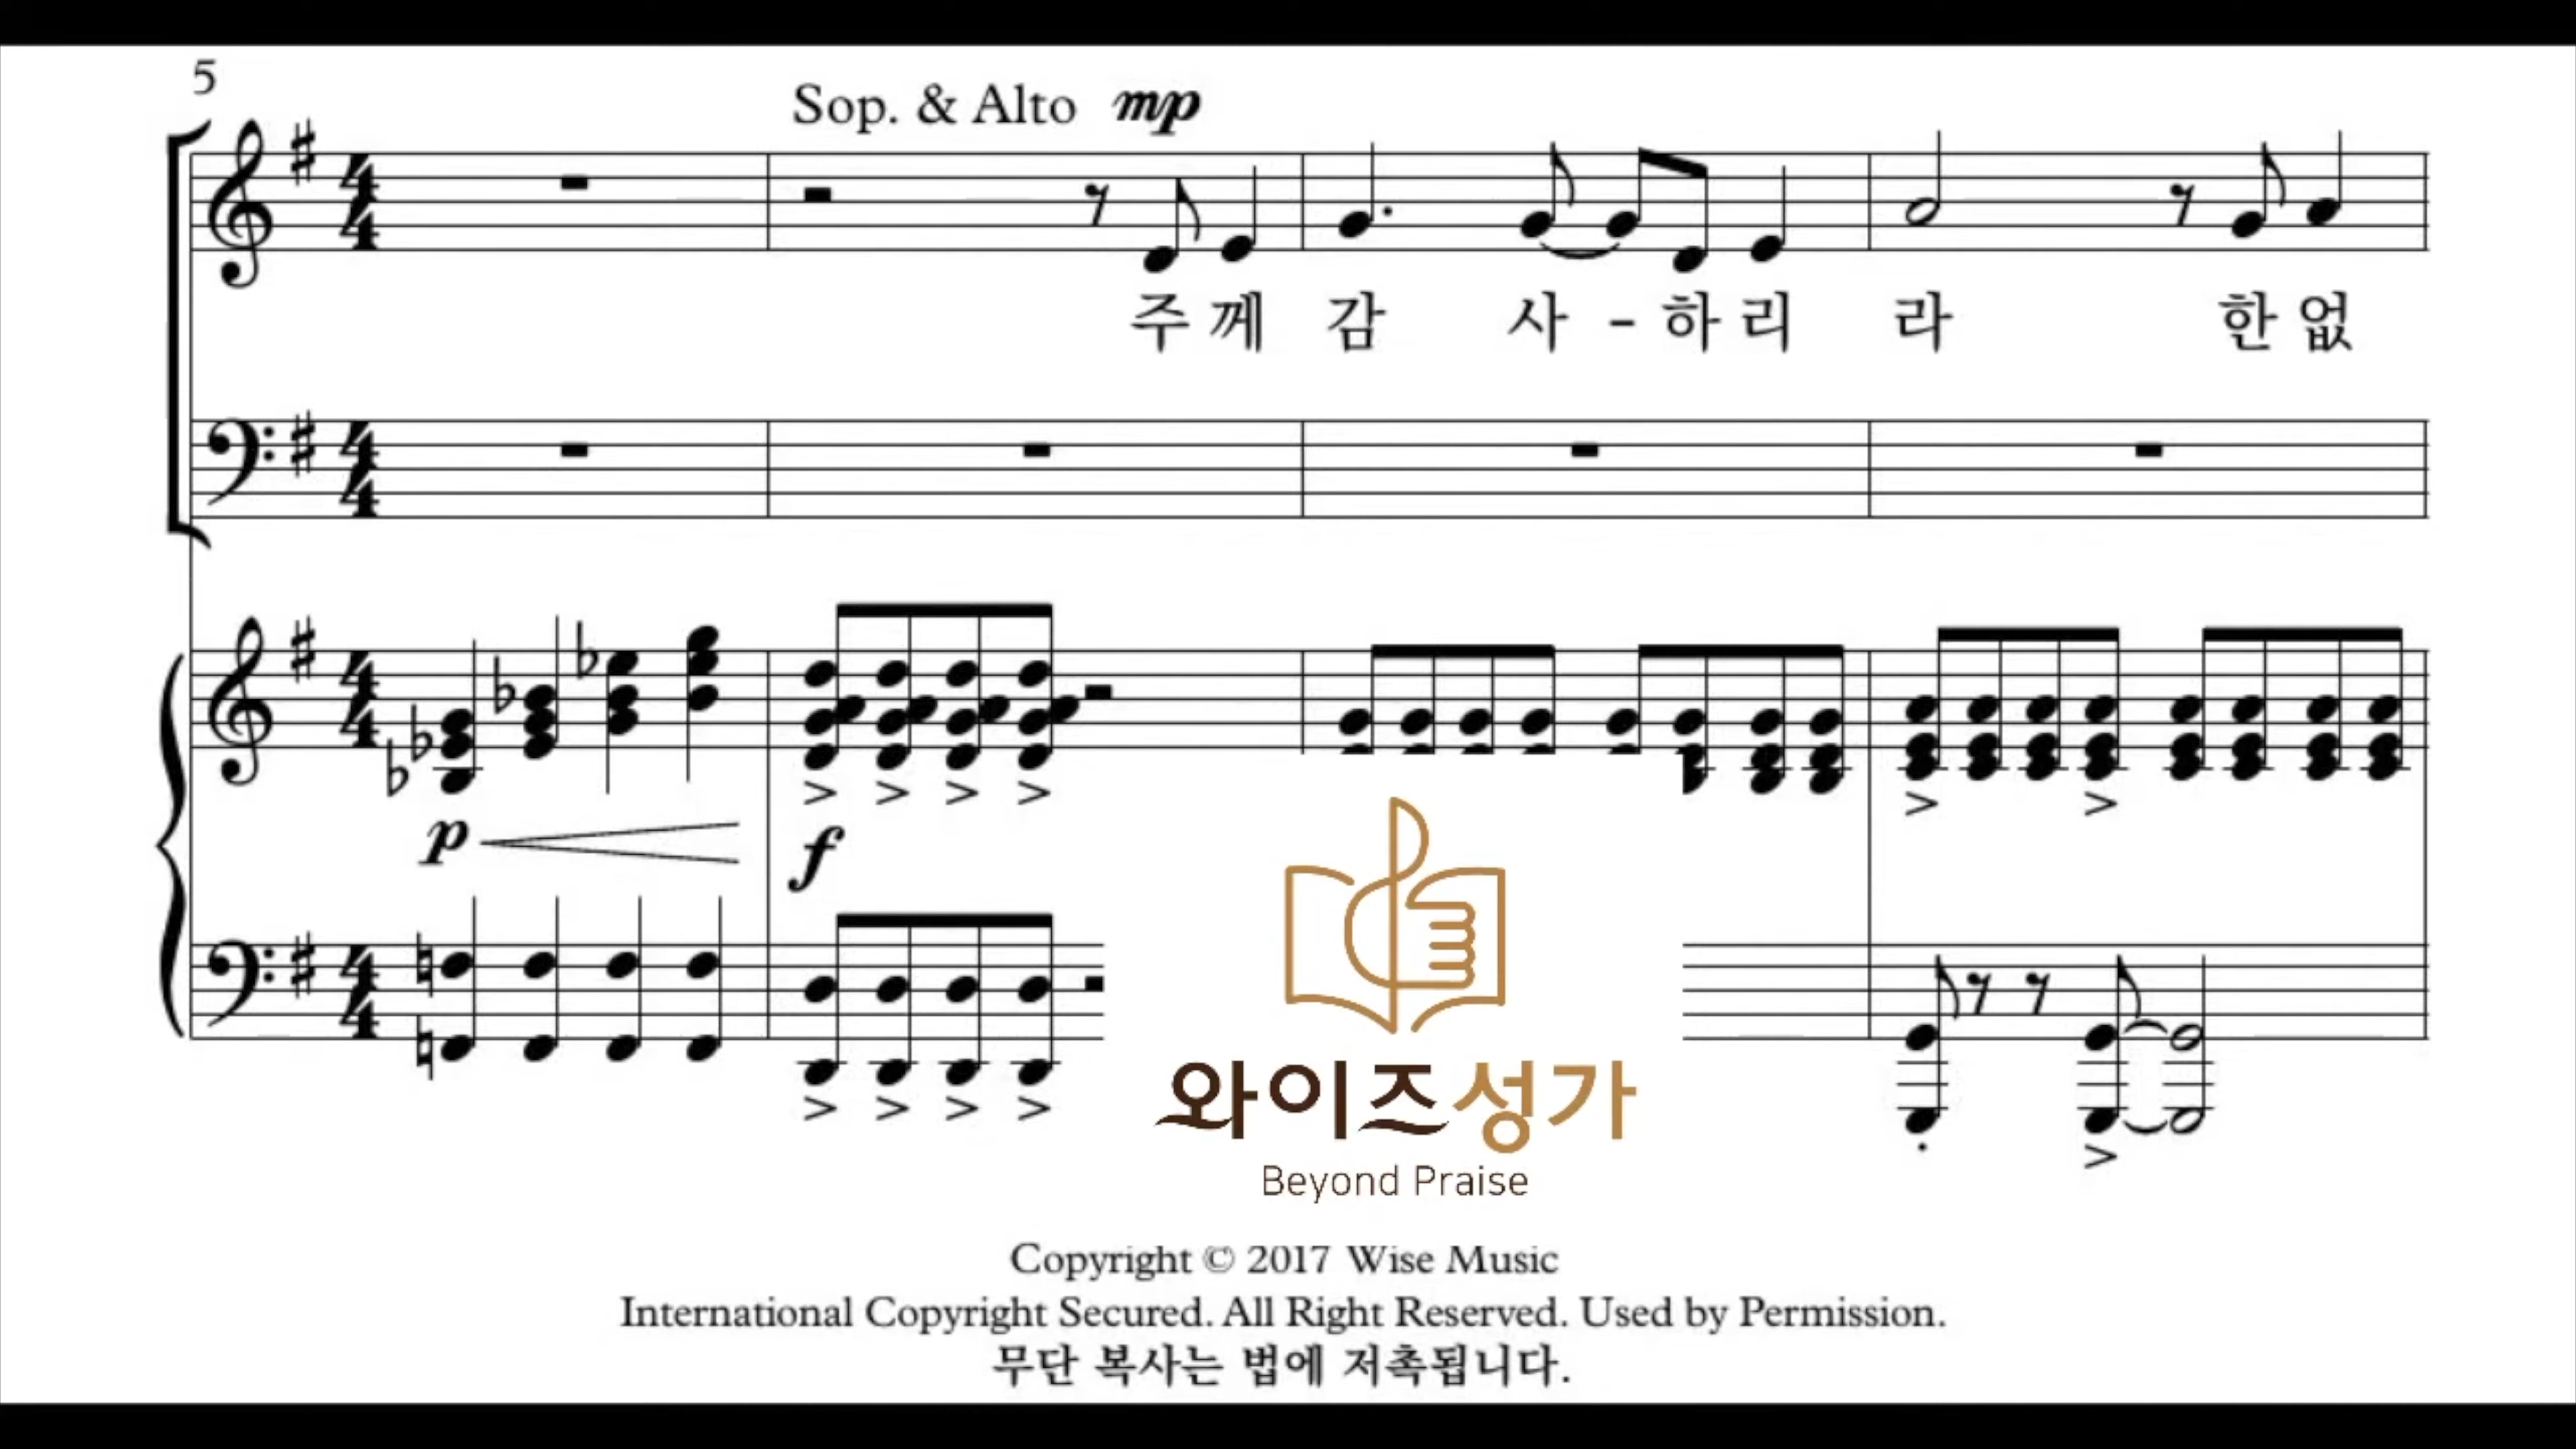 5
Sop. & Alto mp
주 께 감 사 - 하 리 라 한 없
p f
와이즈성가
Beyond Praise
Copyright © 2017 Wise Music
International Copyright Secured. All Right Reserved. Used by Permission.
무단 복사는 법에 저촉됩니다.